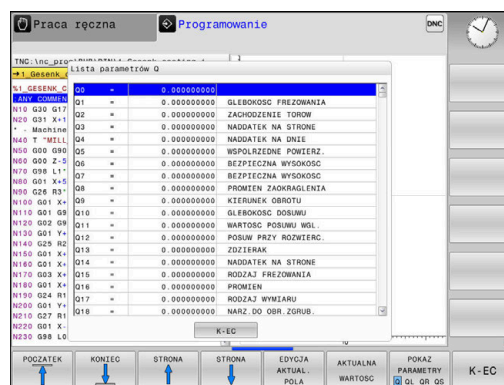 Praca ręczna
Programowanie
DNC
Lista parametrów Q
→1_Gesenk_
%1_GESENK_C
ANY COMMEN
N10 G30 G17
N20 G31 X+1
* - Machine
N40 T "MILL
N50 G00 G90
N60 G00 Z-5
N70 G98 L1*
N80 G01 X+5
N90 G26 R3*
N100 G01 X+
N110 G01 G9
N120 G02 G9
N130 G01 Y+
N140 G25 R2
N150 G01 X+
N160 G01 X+
N170 G03 X+
N180 G01 X+
N190 G24 R1
N200 G01 Y+
N210 G27 R1
N220 G01 X-
N230 G98 L0
Q0 = 0.000000000
Q1 = 0.000000000 GLEBOKOSC FREZOWANIA
Q2 = 0.000000000 ZACHODZENIE TOROW
Q3 = 0.000000000 NADDATEK NA STRONE
Q4 = 0.000000000 NADDATEK NA DNIE
Q5 = 0.000000000 WSPOLRZEDNE POWIERZ.
Q6 = 0.000000000 BEZPIECZNA WYSOKOSC
Q7 = 0.000000000 BEZPIECZNA WYSOKOSC
Q8 = 0.000000000 PROMIEN ZAOKRAGLENIA
Q9 = 0.000000000 KIERUNEK OBROTU
Q10 = 0.000000000 GLEBOKOSC DOSUWU
Q11 = 0.000000000 WARTOSC POSUWU WGL.
Q12 = 0.000000000 POSUW PRZY ROZWIERC.
Q13 = 0.000000000 ZDZIERAK
Q14 = 0.000000000 NADDATEK NA STRONE
Q15 = 0.000000000 RODZAJ FREZOWANIA
Q16 = 0.000000000 PROMIEN
Q17 = 0.000000000 RODZAJ WYMIARU
Q18 = 0.000000000 NARZ.DO OBR.ZGRUB.
K-EC
POCZATEK
KONIEC
STRONA
STRONA
EDYCJA
AKTUAL.
POLA
AKTUALNA
WARTOSC
POKAZ
PARAMETRY
Q QL QR QS
K-EC